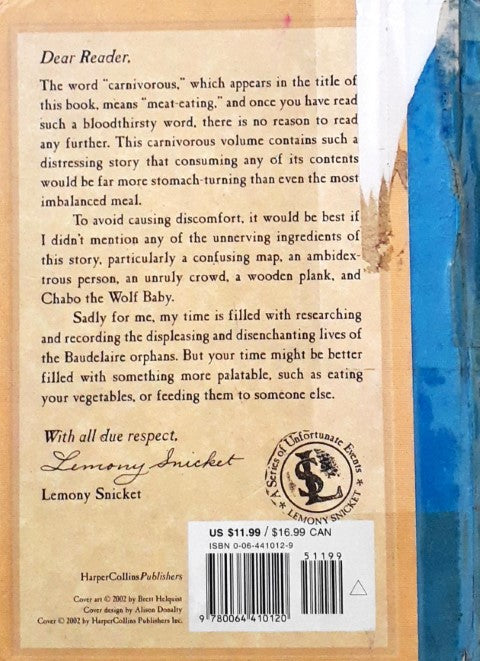 Dear Reader,
The word "carnivorous," which appears in the title of
this book, means "meat-eating," and once you have read
such a bloodthirsty word, there is no reason to read
any further. This carnivorous volume contains such a
distressing story that consuming any of its contents
would be far more stomach-turning than even the most
imbalanced meal.
To avoid causing discomfort, it would be best if
I didn't mention any of the unnerving ingredients of
this story, particularly a confusing map, an ambidex-
trous person, an unruly crowd, a wooden plank, and
Chabo the Wolf Baby.
Sadly for me, my time is filled with researching
and recording the displeasing and disenchanting lives of
the Baudelaire orphans. But your time might be better
filled with something more palatable, such as eating
your vegetables, or feeding them to someone else.
With all due respect,
Lemony Snicket
Lemony Snicket
A Series of Unfortunate Events
LS
* LEMONY SNICKET *
US $11.99 / $16.99 CAN
ISBN 0-06-441012-9
51199
9 780064 410120
HarperCollinsPublishers
Cover art © 2002 by Brett Helquist
Cover design by Alison Donalty
Cover © 2002 by HarperCollins Publishers Inc.